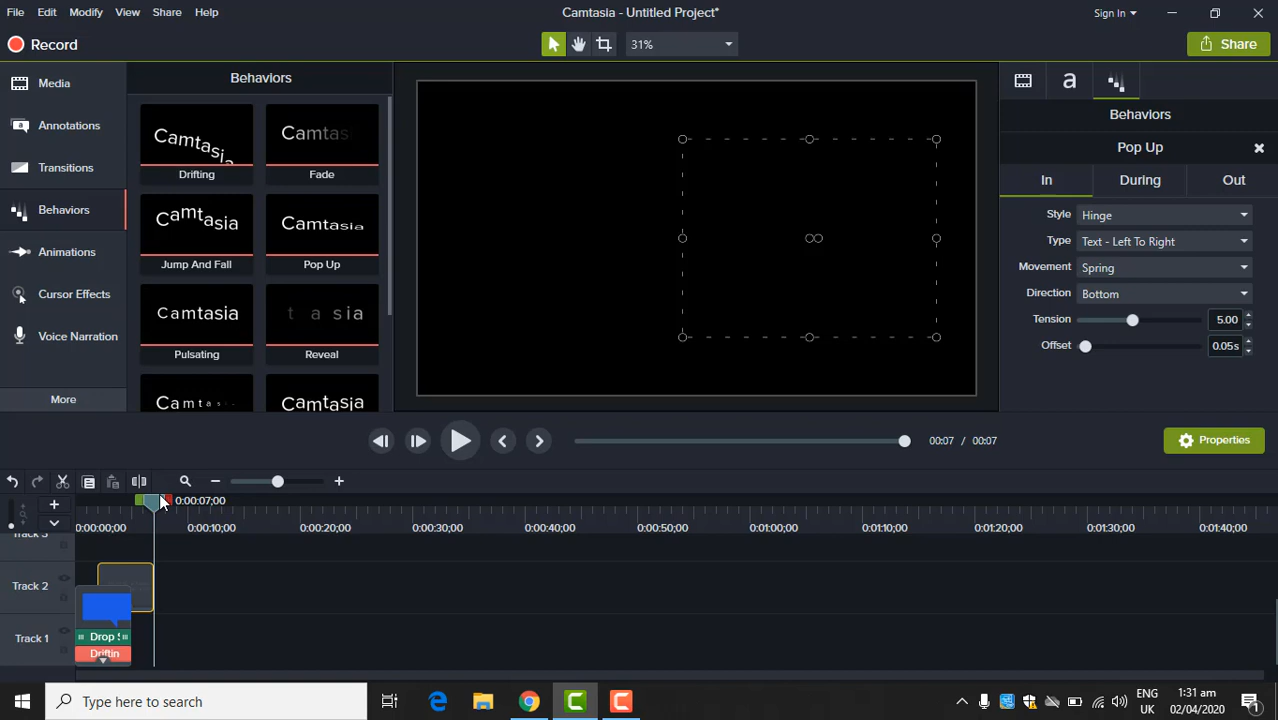 File Edit Modify View Share Help
Camtasia - Untitled Project*
Sign In
Record
31%
Share
Media
Annotations
Transitions
Behaviors
Animations
Cursor Effects
Voice Narration
More
Behaviors
Camtasia Camtas
Drifting Fade
Camtasia Camtasia
Jump And Fall Pop Up
Camtasia t a sia
Pulsating Reveal
Camtas Camtasia
a
Behaviors
Pop Up
In During Out
Style Hinge
Type Text - Left To Right
Movement Spring
Direction Bottom
Tension 5.00
Offset 0.05s
00:07 / 00:07
Properties
0:00:07;00
0:00:00;00 0:00:10;00 0:00:20;00 0:00:30;00 0:00:40;00 0:00:50;00 0:01:00;00 0:01:10;00 0:01:20;00 0:01:30;00 0:01:40;00
Track 3
Track 2
Track 1
Drop S
Driftin
Type here to search
ENG
UK
1:31 am
02/04/2020
1